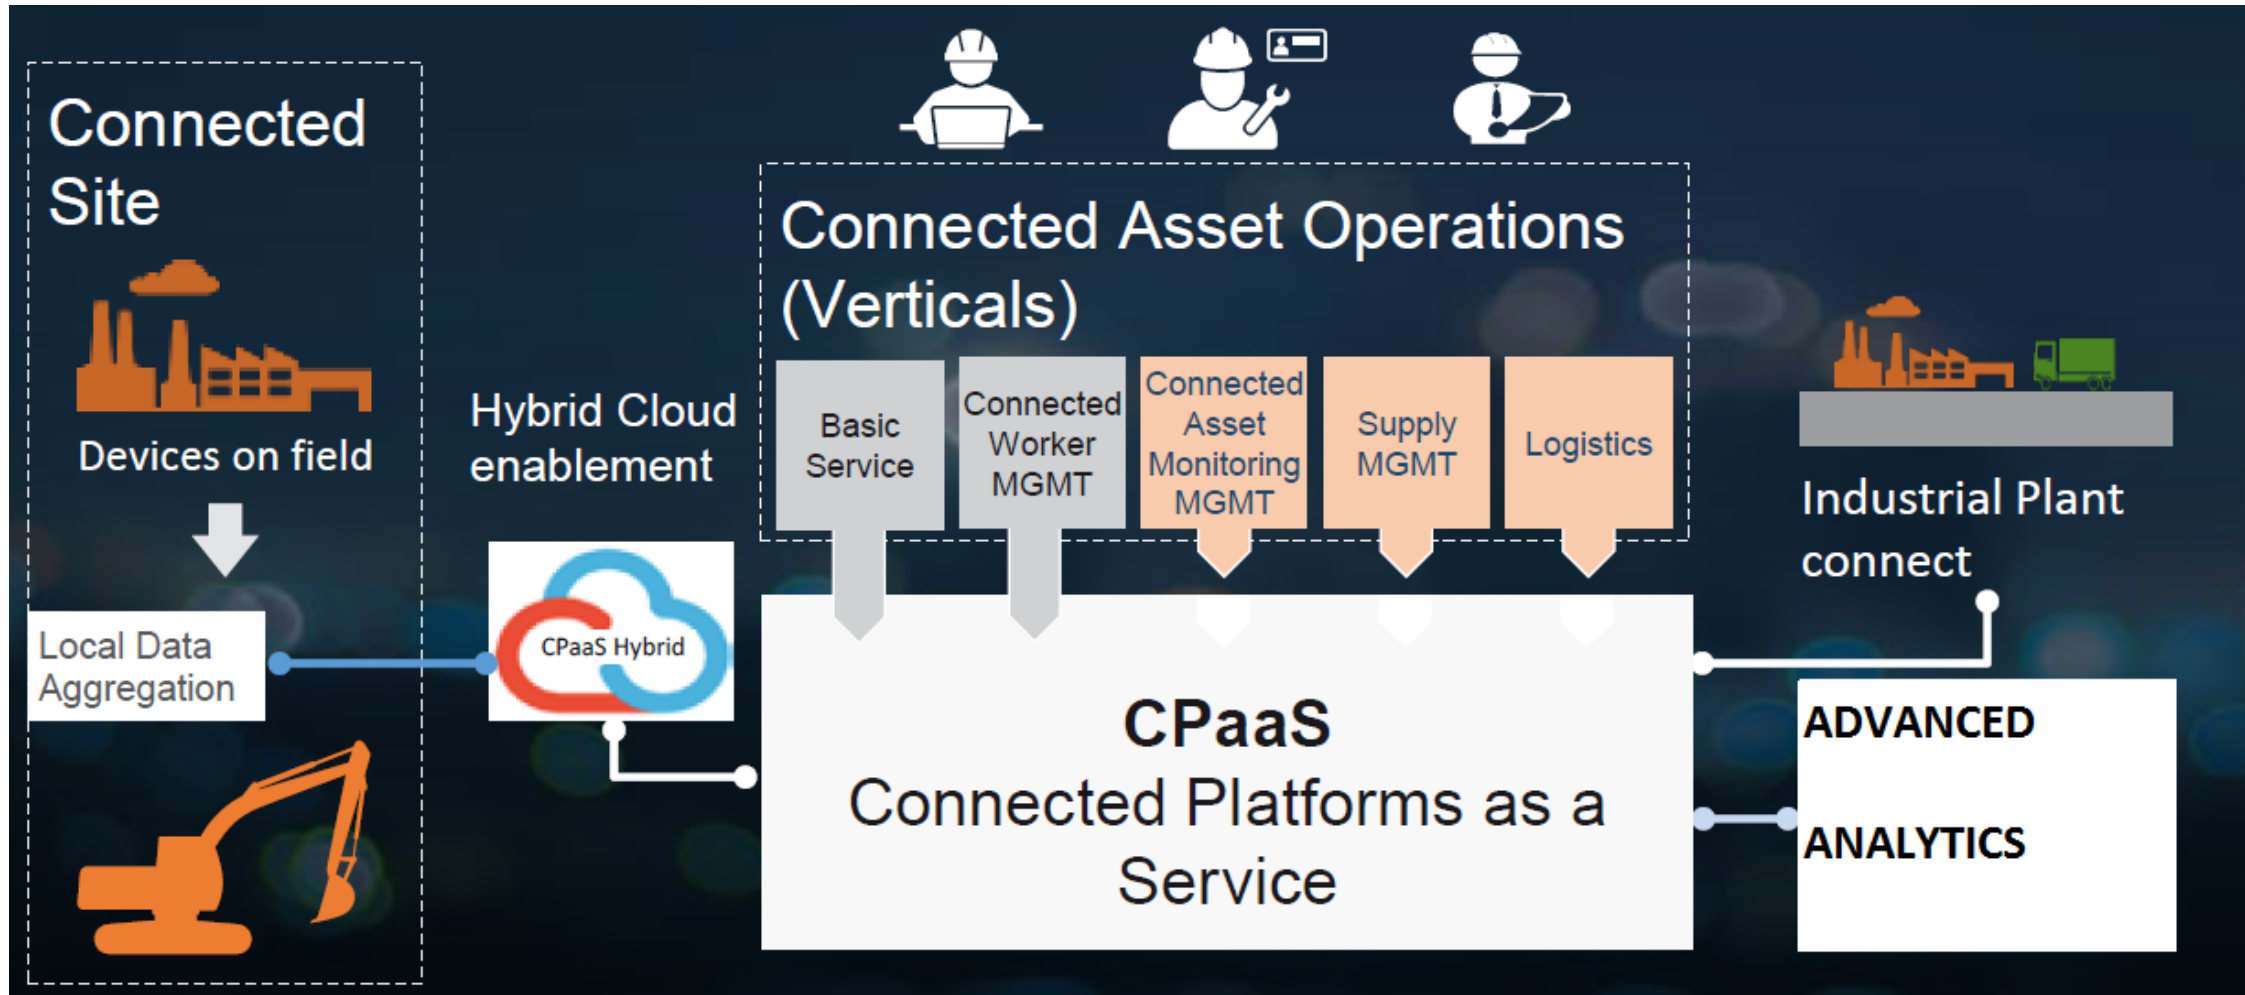 Connected
Site
Devices on field
Local Data
Aggregation
Hybrid Cloud
enablement
CPaaS Hybrid
Connected Asset Operations
(Verticals)
Basic
Service
Connected
Worker
MGMT
Connected
Asset
Monitoring
MGMT
Supply
MGMT
Logistics
CPaaS
Connected Platforms as a
Service
Industrial Plant
connect
ADVANCED
ANALYTICS